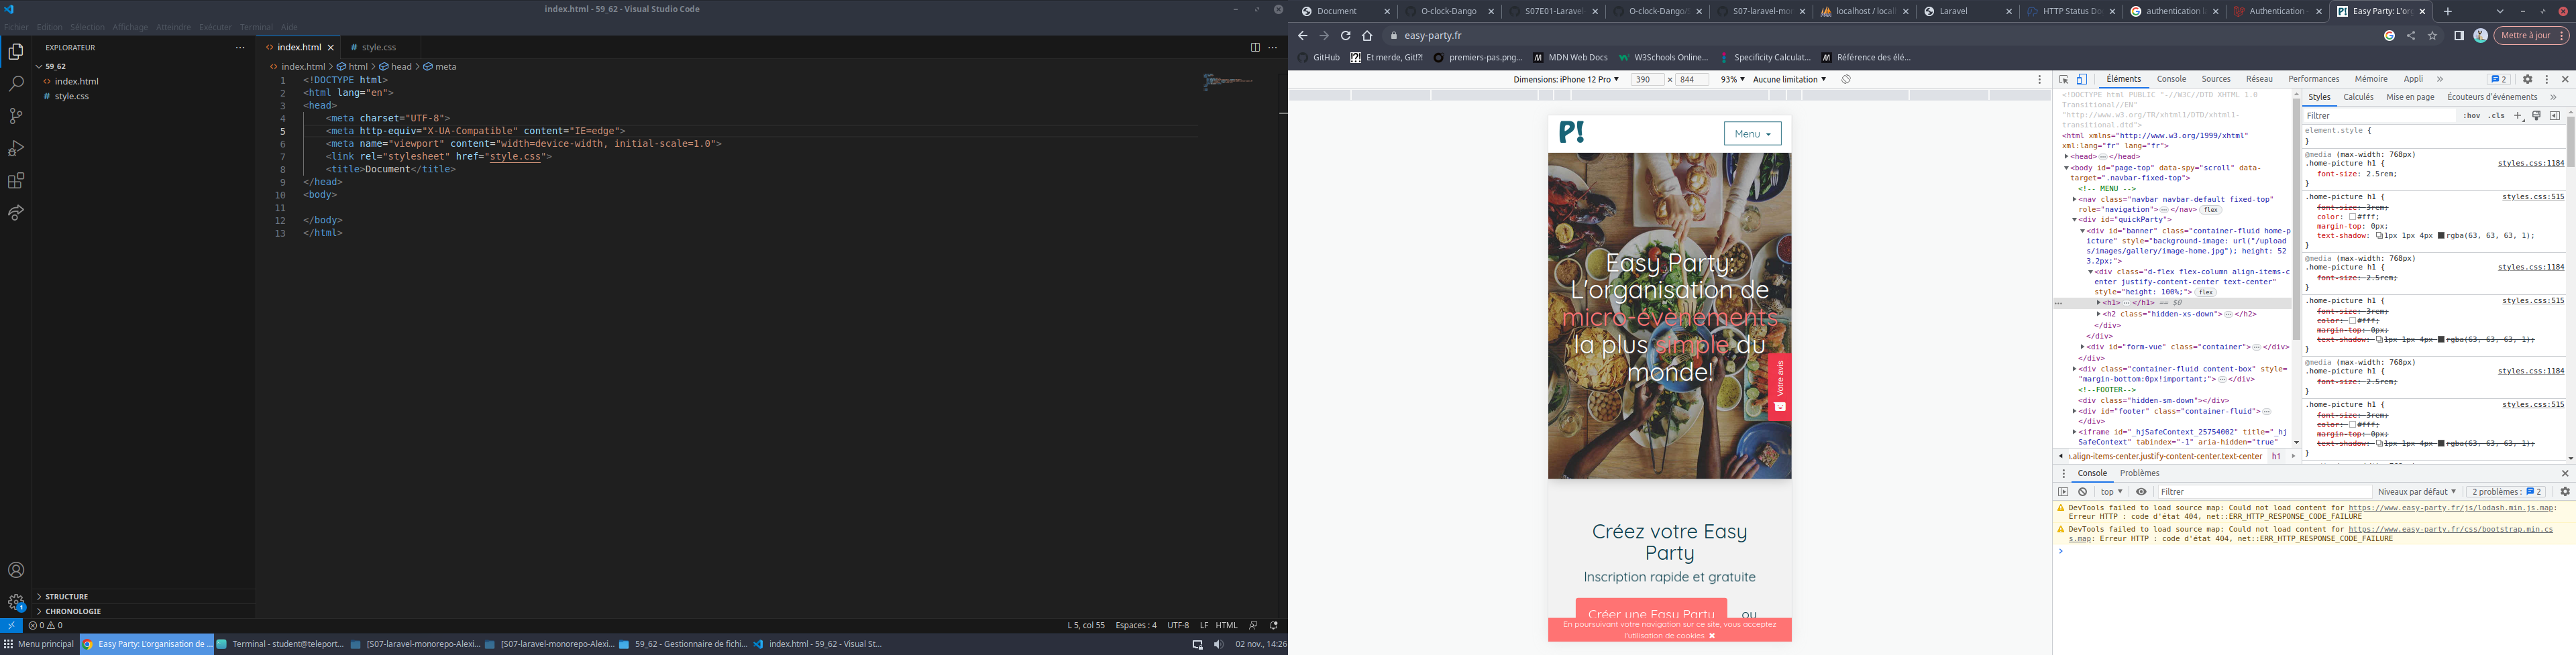 index.html - 59_62 - Visual Studio Code
Fichier Edition Sélection Affichage Atteindre Exécuter Terminal Aide
EXPLORATEUR
59_62
index.html
style.css
index.html
style.css
index.html > html > head > meta
1 <!DOCTYPE html>
2 <html lang="en">
3 <head>
4 <meta charset="UTF-8">
5 <meta http-equiv="X-UA-Compatible" content="IE=edge">
6 <meta name="viewport" content="width=device-width, initial-scale=1.0">
7 <link rel="stylesheet" href="style.css">
8 <title>Document</title>
9 </head>
10 <body>
11
12 </body>
13 </html>
STRUCTURE
CHRONOLOGIE
0 0
L 5, col 55 Espaces : 4 UTF-8 LF HTML
Menu principal
Easy Party: L'organisation de ...
Terminal - student@teleport...
[S07-laravel-monorepo-Alexi...
[S07-laravel-monorepo-Alexi...
59_62 - Gestionnaire de fichi...
index.html - 59_62 - Visual St...
02 nov., 14:26
Document
O-clock-Dango
S07E01-Laravel
O-clock-Dango/
S07-laravel-mon
localhost / local
Laravel
HTTP Status Do
authentication l
Authentication
Easy Party: L'org
easy-party.fr
Mettre à jour
GitHub
Et merde, Git!?!
premiers-pas.png...
MDN Web Docs
W3Schools Online...
Specificity Calculat...
Référence des élé...
Dimensions: iPhone 12 Pro 390 × 844 93% Aucune limitation
P!
Menu
Easy Party:
L'organisation de
micro-évènements
la plus simple du
monde!
Votre avis
Créez votre Easy
Party
Inscription rapide et gratuite
Créer une Easy Party ou
En poursuivant votre navigation sur ce site, vous acceptez
l'utilisation de cookies ✖
Éléments Console Sources Réseau Performances Mémoire Appli » 2
<!DOCTYPE html PUBLIC "-//W3C//DTD XHTML 1.0
Transitional//EN"
"http://www.w3.org/TR/xhtml1/DTD/xhtml1-
transitional.dtd">
<html xmlns="http://www.w3.org/1999/xhtml"
xml:lang="fr" lang="fr">
<head>…</head>
<body id="page-top" data-spy="scroll" data-
target=".navbar-fixed-top">
<!-- MENU -->
<nav class="navbar navbar-default fixed-top"
role="navigation">…</nav> flex
<div id="quickParty">
<div id="banner" class="container-fluid home-p
icture" style="background-image: url("/upload
s/images/gallery/image-home.jpg"); height: 52
3.2px;">
<div class="d-flex flex-column align-items-c
enter justify-content-center text-center"
style="height: 100%;"> flex
… <h1>…</h1> == $0
<h2 class="hidden-xs-down">…</h2>
</div>
</div>
<div id="form-vue" class="container">…</div>
</div>
<div class="container-fluid content-box" style=
"margin-bottom:0px!important;">…</div>
<!--FOOTER-->
<div class="hidden-sm-down"></div>
<div id="footer" class="container-fluid">…
</div>
<iframe id="_hjSafeContext_25754002" title="_hj
SafeContext" tabindex="-1" aria-hidden="true"
.align-items-center.justify-content-center.text-center h1
Styles Calculés Mise en page Écouteurs d'événements »
Filtrer :hov .cls +
element.style {
}
@media (max-width: 768px)
.home-picture h1 { styles.css:1184
font-size: 2.5rem;
}
.home-picture h1 { styles.css:515
font-size: 3rem;
color: #fff;
margin-top: 0px;
text-shadow: 1px 1px 4px rgba(63, 63, 63, 1);
}
@media (max-width: 768px)
.home-picture h1 { styles.css:1184
font-size: 2.5rem;
}
.home-picture h1 { styles.css:515
font-size: 3rem;
color: #fff;
margin-top: 0px;
text-shadow: 1px 1px 4px rgba(63, 63, 63, 1);
}
@media (max-width: 768px)
.home-picture h1 { styles.css:1184
font-size: 2.5rem;
}
.home-picture h1 { styles.css:515
font-size: 3rem;
color: #fff;
margin-top: 0px;
text-shadow: 1px 1px 4px rgba(63, 63, 63, 1);
}
Console Problèmes
top Filtrer Niveaux par défaut 2 problèmes : 2
DevTools failed to load source map: Could not load content for https://www.easy-party.fr/js/lodash.min.js.map:
Erreur HTTP : code d'état 404, net::ERR_HTTP_RESPONSE_CODE_FAILURE
DevTools failed to load source map: Could not load content for https://www.easy-party.fr/css/bootstrap.min.cs
s.map: Erreur HTTP : code d'état 404, net::ERR_HTTP_RESPONSE_CODE_FAILURE